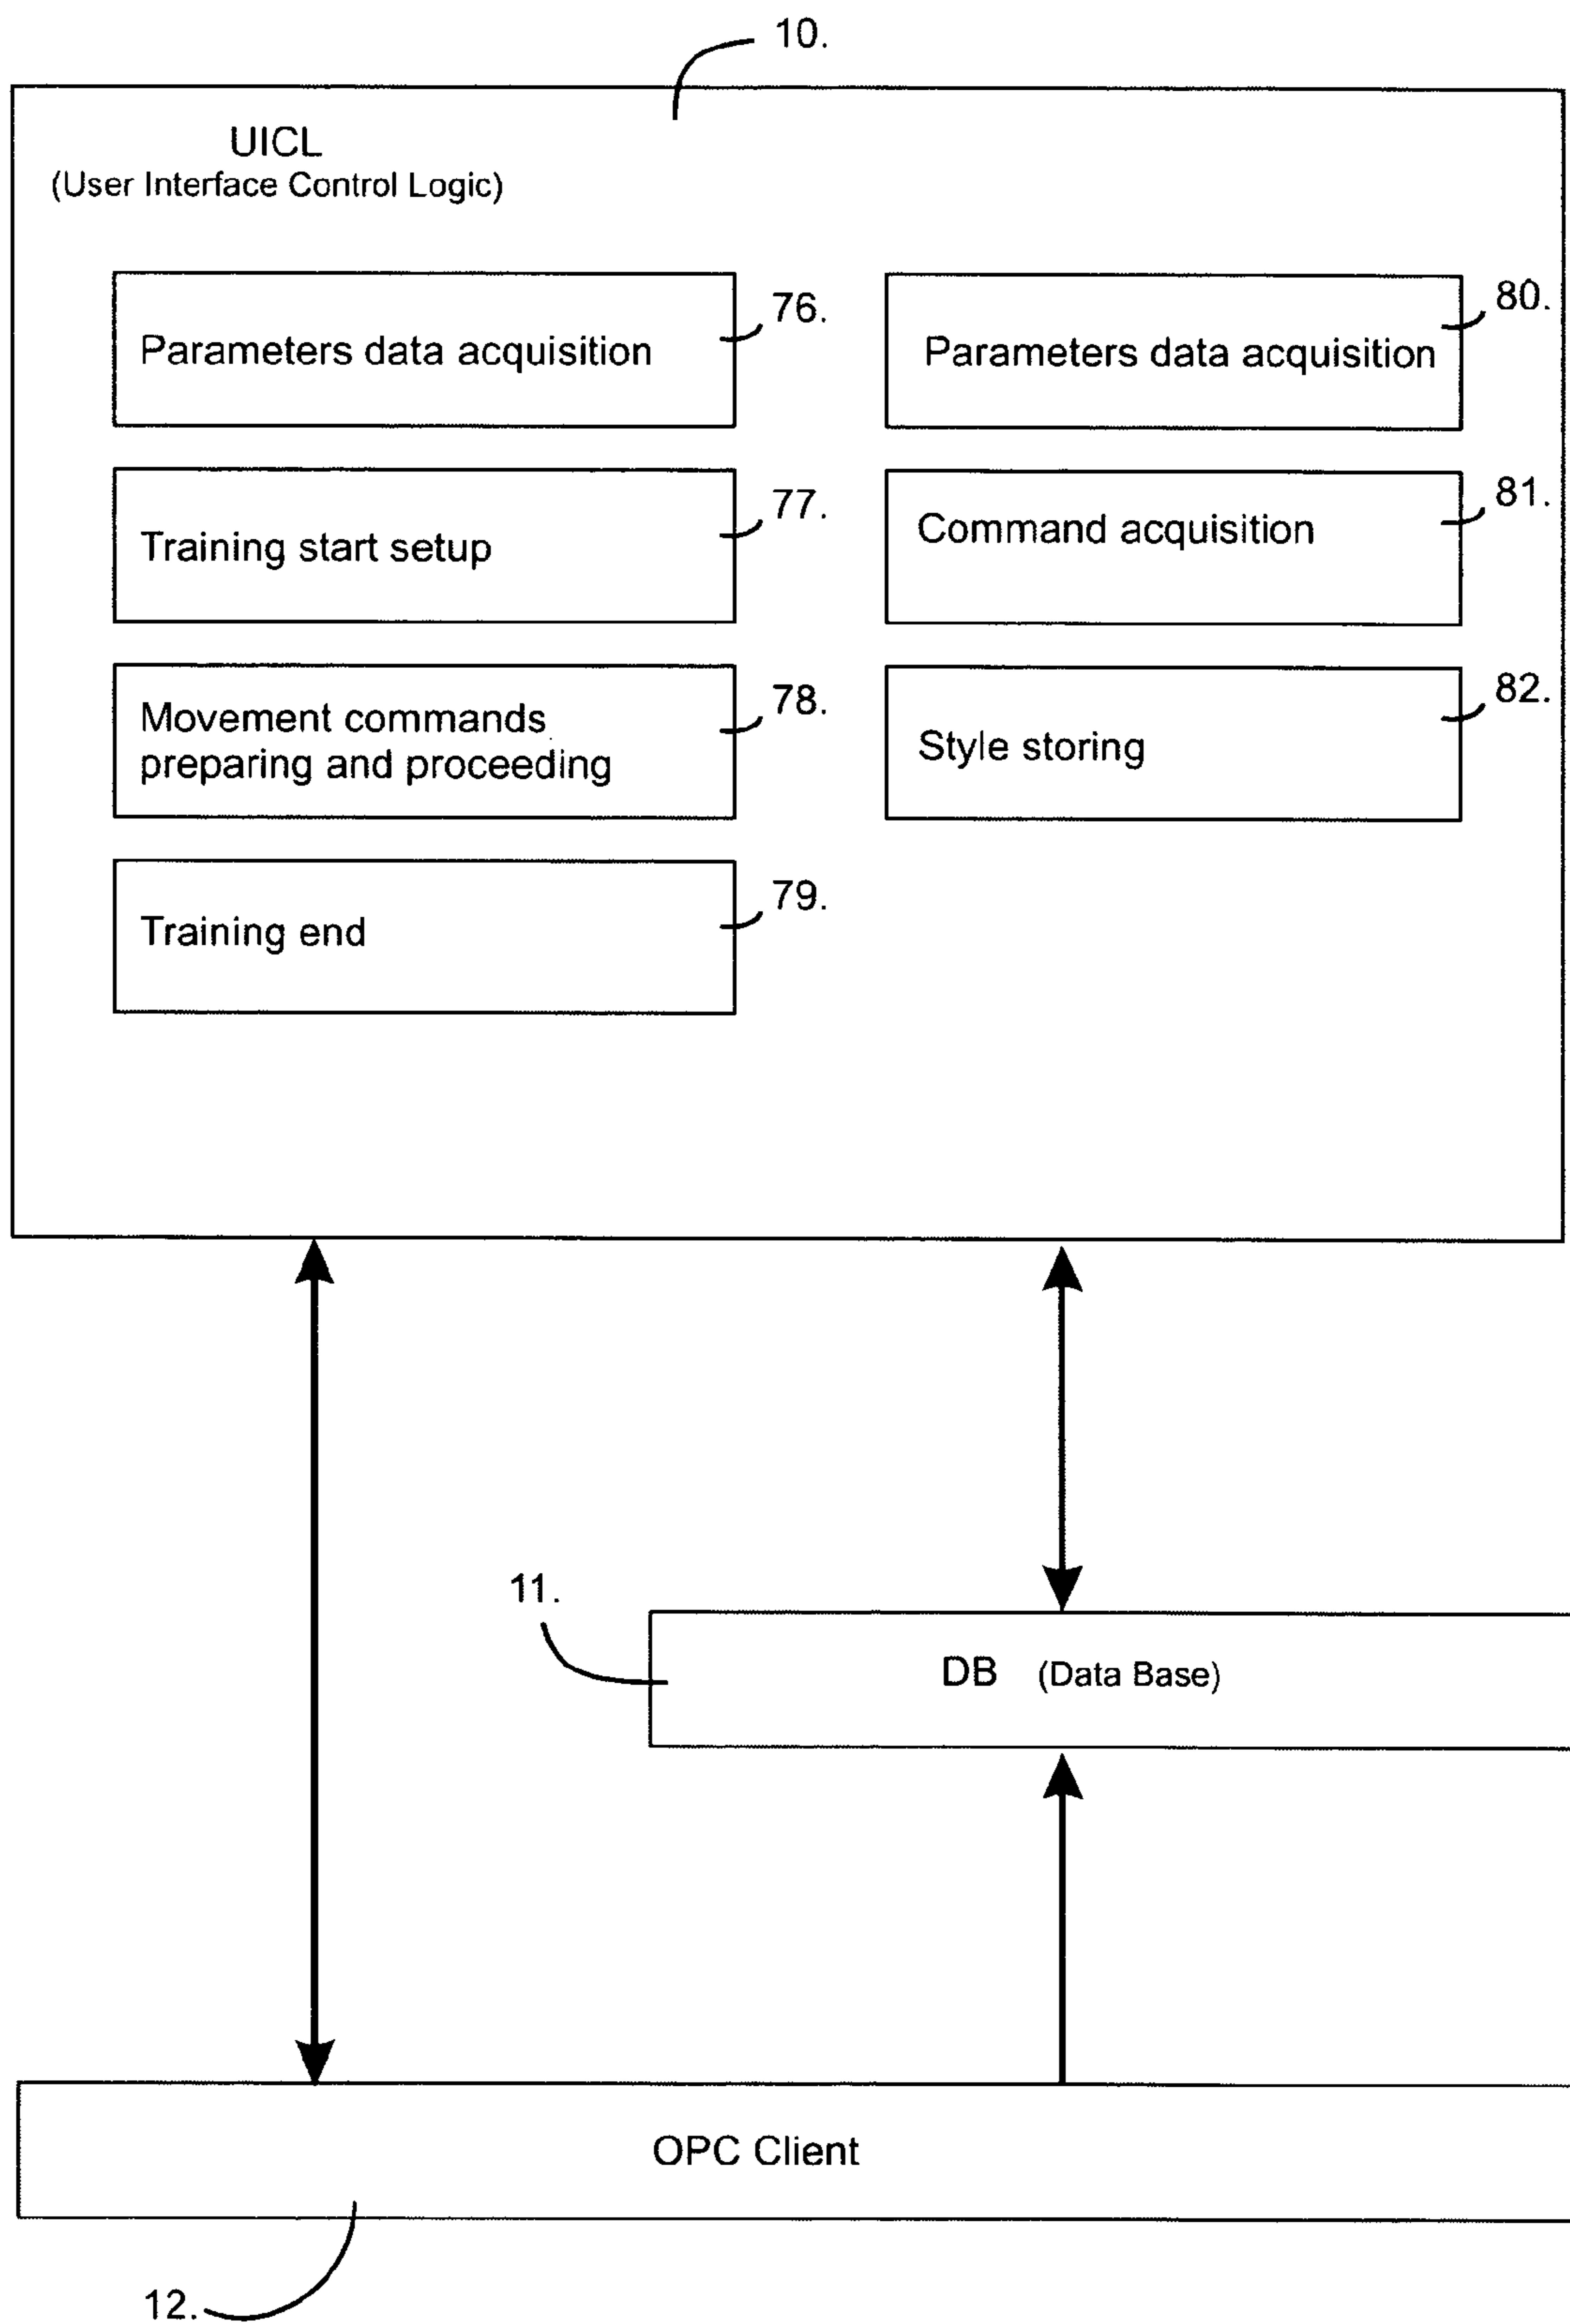 10.
UICL
(User Interface Control Logic)
Parameters data acquisition
76.
Parameters data acquisition
80.
Training start setup
77.
Command acquisition
81.
Movement commands
preparing and proceeding
78.
Style storing
82.
Training end
79.
11.
DB (Data Base)
OPC Client
12.